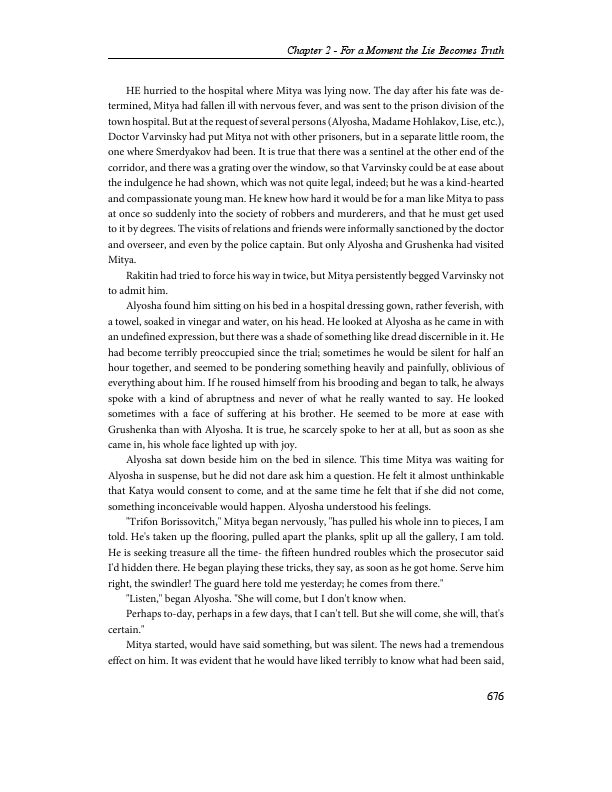 Chapter 2 - For a Moment the Lie Becomes Truth
HE hurried to the hospital where Mitya was lying now. The day after his fate was de-
termined, Mitya had fallen ill with nervous fever, and was sent to the prison division of the
town hospital. But at the request of several persons (Alyosha, Madame Hohlakov, Lise, etc.),
Doctor Varvinsky had put Mitya not with other prisoners, but in a separate little room, the
one where Smerdyakov had been. It is true that there was a sentinel at the other end of the
corridor, and there was a grating over the window, so that Varvinsky could be at ease about
the indulgence he had shown, which was not quite legal, indeed; but he was a kind-hearted
and compassionate young man. He knew how hard it would be for a man like Mitya to pass
at once so suddenly into the society of robbers and murderers, and that he must get used
to it by degrees. The visits of relations and friends were informally sanctioned by the doctor
and overseer, and even by the police captain. But only Alyosha and Grushenka had visited
Mitya.
Rakitin had tried to force his way in twice, but Mitya persistently begged Varvinsky not
to admit him.
Alyosha found him sitting on his bed in a hospital dressing gown, rather feverish, with
a towel, soaked in vinegar and water, on his head. He looked at Alyosha as he came in with
an undefined expression, but there was a shade of something like dread discernible in it. He
had become terribly preoccupied since the trial; sometimes he would be silent for half an
hour together, and seemed to be pondering something heavily and painfully, oblivious of
everything about him. If he roused himself from his brooding and began to talk, he always
spoke with a kind of abruptness and never of what he really wanted to say. He looked
sometimes with a face of suffering at his brother. He seemed to be more at ease with
Grushenka than with Alyosha. It is true, he scarcely spoke to her at all, but as soon as she
came in, his whole face lighted up with joy.
Alyosha sat down beside him on the bed in silence. This time Mitya was waiting for
Alyosha in suspense, but he did not dare ask him a question. He felt it almost unthinkable
that Katya would consent to come, and at the same time he felt that if she did not come,
something inconceivable would happen. Alyosha understood his feelings.
"Trifon Borissovitch," Mitya began nervously, "has pulled his whole inn to pieces, I am
told. He's taken up the flooring, pulled apart the planks, split up all the gallery, I am told.
He is seeking treasure all the time- the fifteen hundred roubles which the prosecutor said
I'd hidden there. He began playing these tricks, they say, as soon as he got home. Serve him
right, the swindler! The guard here told me yesterday; he comes from there."
"Listen," began Alyosha. "She will come, but I don't know when.
Perhaps to-day, perhaps in a few days, that I can't tell. But she will come, she will, that's
certain."
Mitya started, would have said something, but was silent. The news had a tremendous
effect on him. It was evident that he would have liked terribly to know what had been said,
676